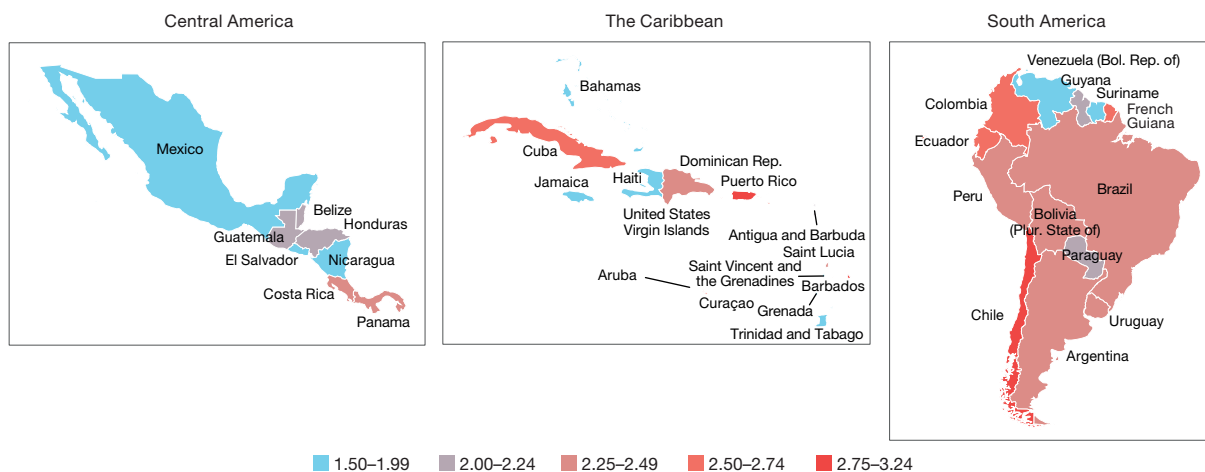 Central America
Mexico
Belize
Honduras
Guatemala
El Salvador
Nicaragua
Costa Rica
Panama
The Caribbean
Bahamas
Cuba
Dominican Rep.
Jamaica
Haiti
Puerto Rico
United States
Virgin Islands
Antigua and Barbuda
Saint Lucia
Aruba
Saint Vincent and
the Grenadines
Barbados
Curaçao
Grenada
Trinidad and Tabago
South America
Venezuela (Bol. Rep. of)
Guyana
Suriname
Colombia
French
Guiana
Ecuador
Peru
Brazil
Bolivia
(Plur. State of)
Paraguay
Chile
Uruguay
Argentina
1.50–1.99
2.00–2.24
2.25–2.49
2.50–2.74
2.75–3.24